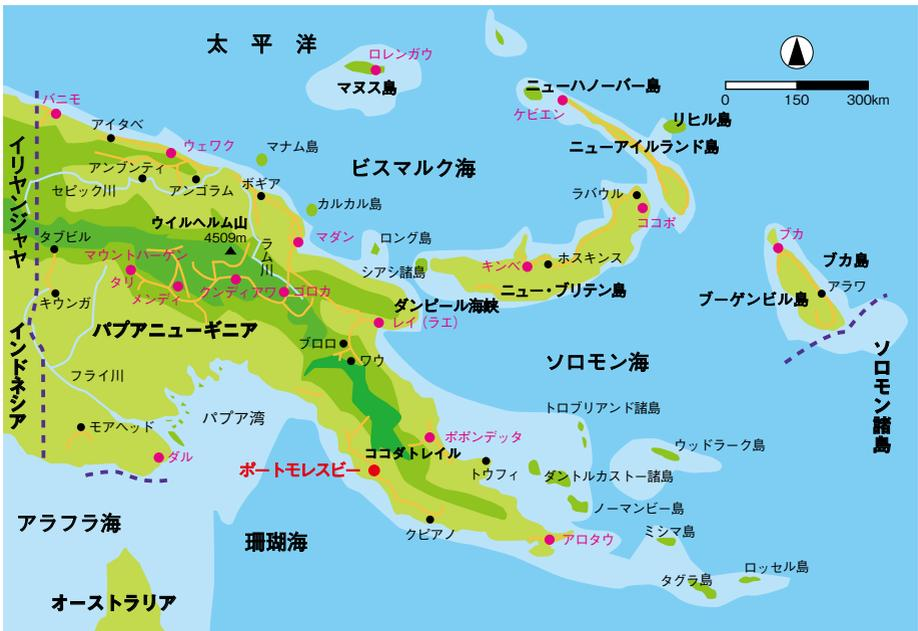 太平洋
ロレンガウ
マヌス島
ニューハノーバー島
ケビエン
リヒル島
ニューアイルランド島
0 150 300km
バニモ
アイタペ
ウェワク
マナム島
ビスマルク海
アンブンティ
セピック川
アンゴラム
ボギア
カルカル島
ラバウル
ココポ
イリヤンジャヤ
ウイルヘルム山
4509m
ラム川
マダン
ロング島
タブビル
マウントハーゲン
タリ
メンディ
クンディアワ
ゴロカ
シアシ諸島
キンベ
ホスキンス
ニュー・ブリテン島
ブカ
ブカ島
アラワ
ブーゲンビル島
キウンガ
ダンピール海峡
レイ（ラエ）
パプアニューギニア
ブロロ
ワウ
ソロモン海
ソロモン諸島
インドネシア
フライ川
パプア湾
トロブリアンド諸島
モアヘッド
ダル
ポポンデッタ
ココダトレイル
ポートモレスビー
トウフィ
ウッドラーク島
ダントルカストー諸島
ノーマンビー島
アラフラ海
珊瑚海
クピアノ
アロタウ
ミシマ島
タグラ島
ロッセル島
オーストラリア